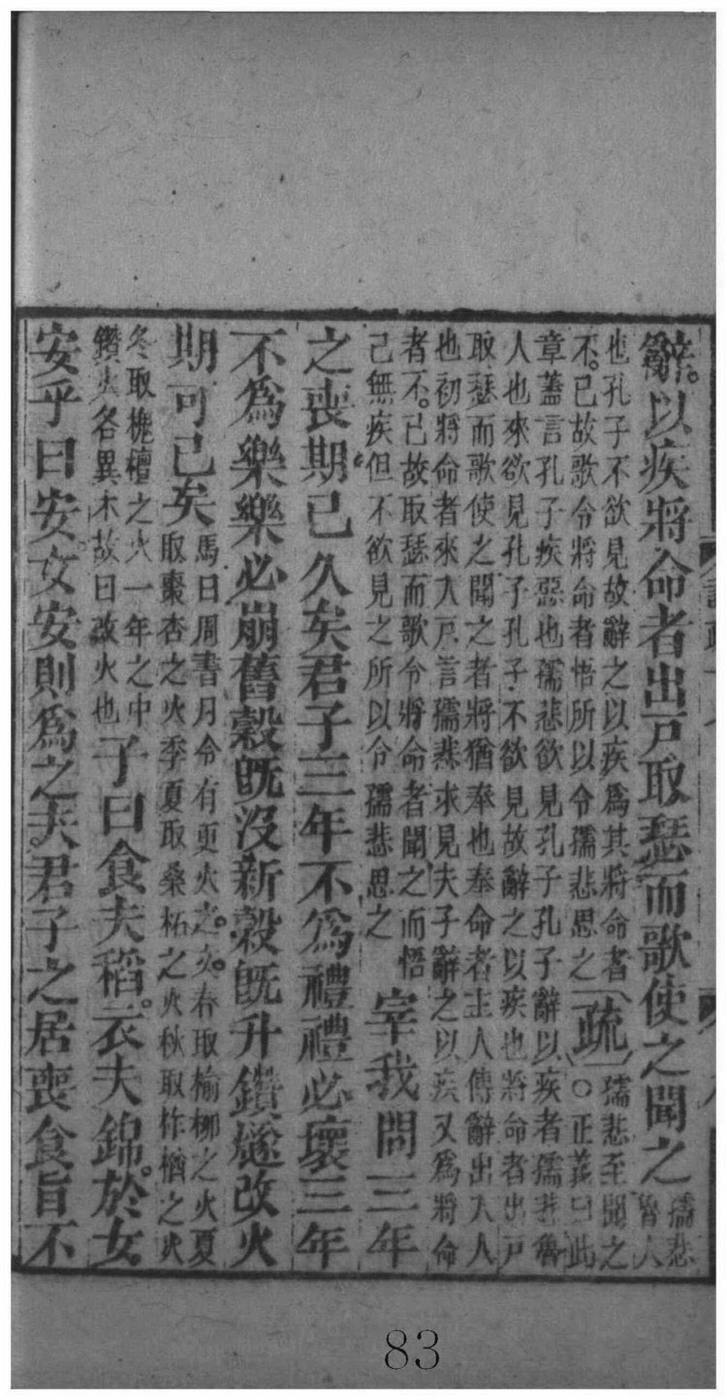 辭。以疾將命者出戸取瑟而歌使之聞之孺悲魯人
也孔子不欲見故辭之以疾爲其將命者
不。已故歌令將命者悟所以令孺悲思之
疏
孺悲至聞之
○正義曰此
章蓋言孔子疾惡也孺悲欲見孔子孔子辭以疾者孺悲魯
人也來欲見孔子孔子不欲見故辭之以疾也將命者出戸
取瑟而歌使之聞之者將猶奉也奉命者主人傳辭出入人
也初將命者來入戸言孺悲求見夫子辭之以疾又爲將命
者不。已故取瑟而歌令將命者聞之而悟
己無疾但不欲見之所以令孺悲思之
宰我問三年
之喪期已久矣君子三年不爲禮禮必壞三年
不爲樂樂必崩舊穀既沒新穀既升鑽燧改火
期可已矣
馬曰周書月令有更火之。文。春取榆柳之火夏
取棗杏之火季夏取桑柘之火秋取柞楢之火
冬取槐檀之火一年之中
鑽火各異木故曰改火也
子曰食夫稻。衣夫錦。於女
安乎曰安。女安則爲之夫君子之居喪食旨不
83